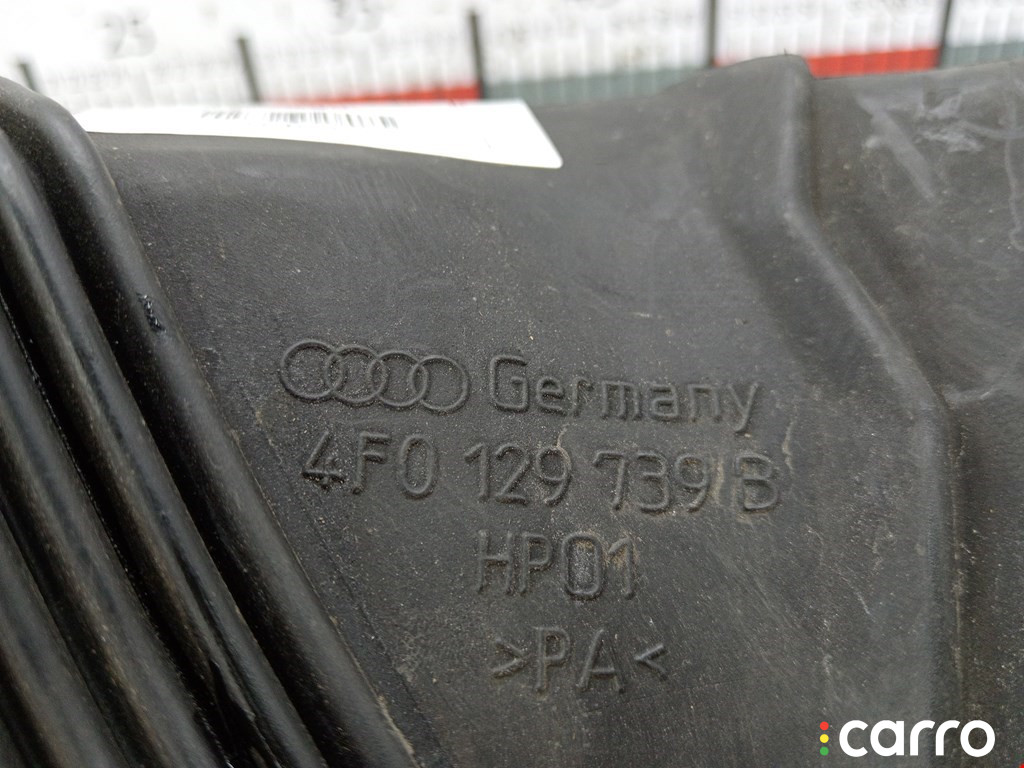 Germany
4F0 129 739 B
HP01
>PA<
carro